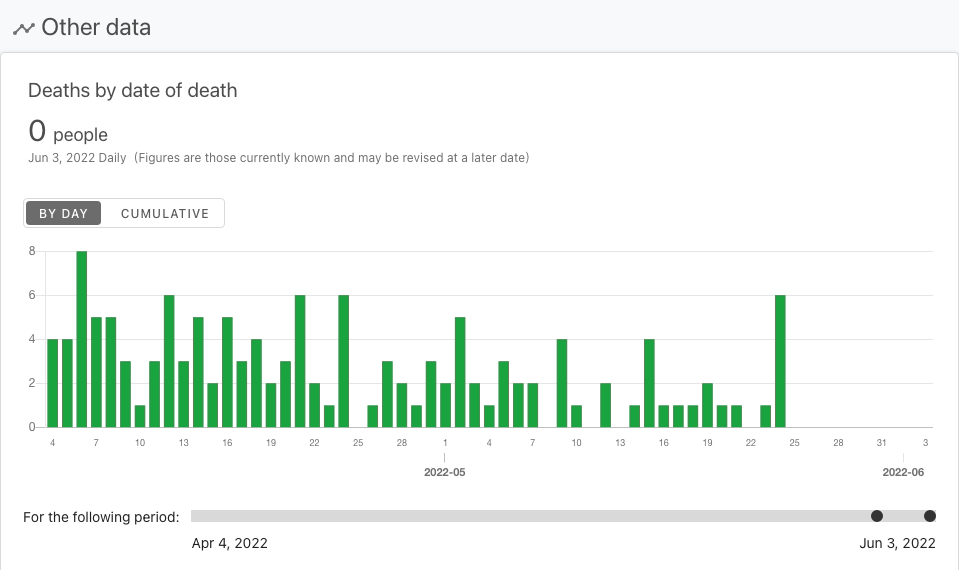 Other data
Deaths by date of death
0 people
Jun 3, 2022 Daily (Figures are those currently known and may be revised at a later date)
BY DAY CUMULATIVE
8
6
4
2
0
4 7 10 13 16 19 22 25 28 1 4 7 10 13 16 19 22 25 28 31 3
2022-05 2022-06
For the following period:
Apr 4, 2022 Jun 3, 2022